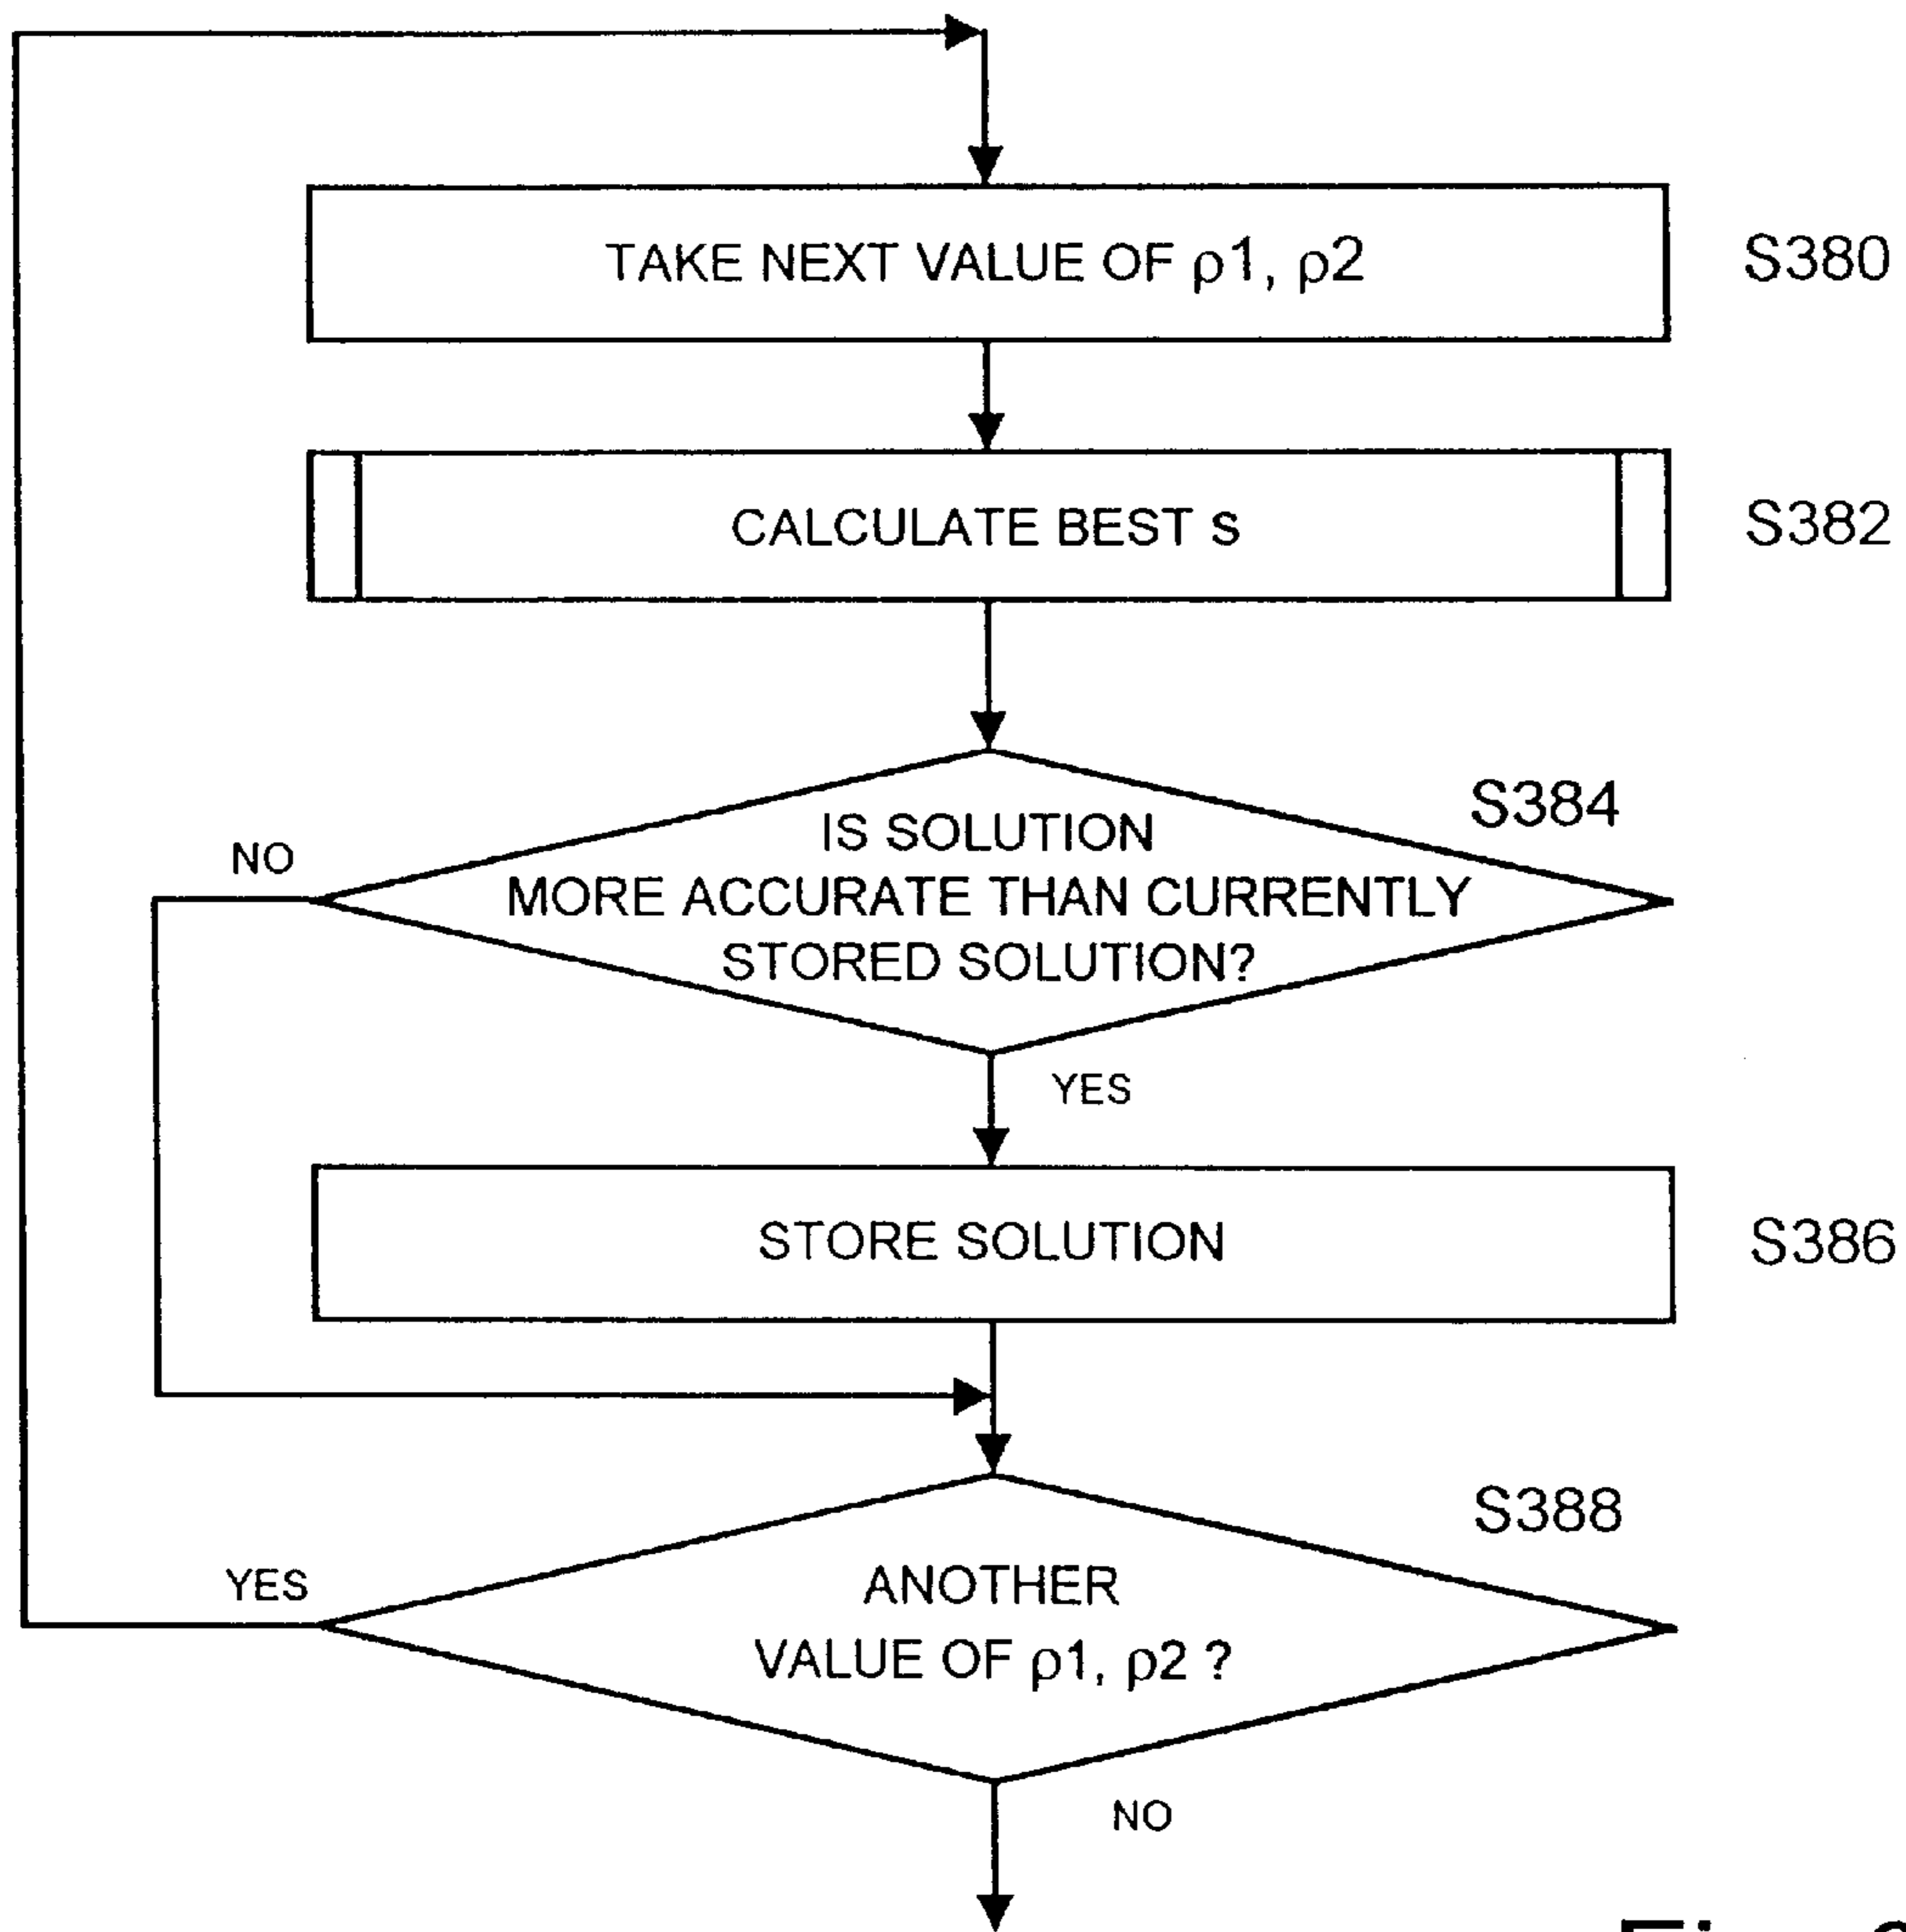 TAKE NEXT VALUE OF ρ1, ρ2
S380
CALCULATE BEST s
S382
S384
IS SOLUTION
MORE ACCURATE THAN CURRENTLY
STORED SOLUTION?
NO
YES
STORE SOLUTION
S386
S388
ANOTHER
VALUE OF ρ1, ρ2 ?
YES
NO